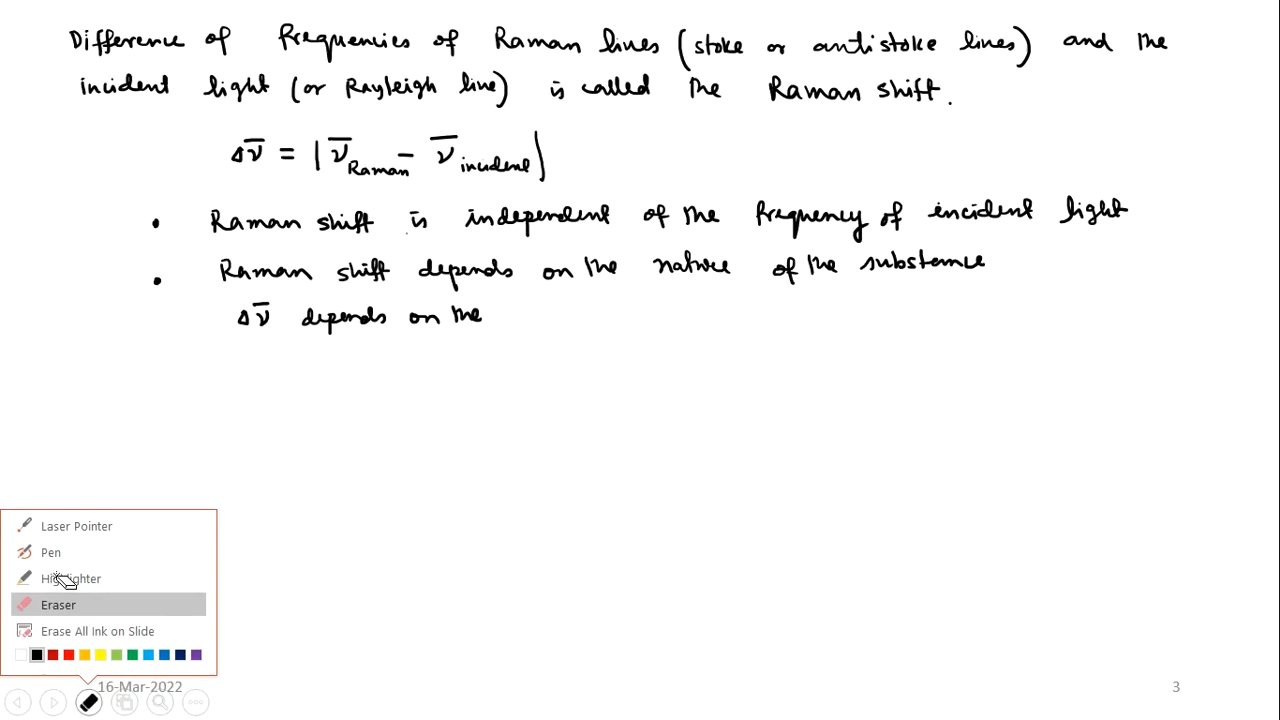 Difference of frequencies of Raman lines (stoke or antistoke lines) and the
incident light (or Rayleigh line) is called the Raman shift.
Δν̅ = |ν̅Raman - ν̅incident|
• Raman shift is independent of the frequency of incident light
• Raman shift depends on the nature of the substance
Δν̅ depends on the
Laser Pointer
Pen
Highlighter
Eraser
Erase All Ink on Slide
16-Mar-2022
3